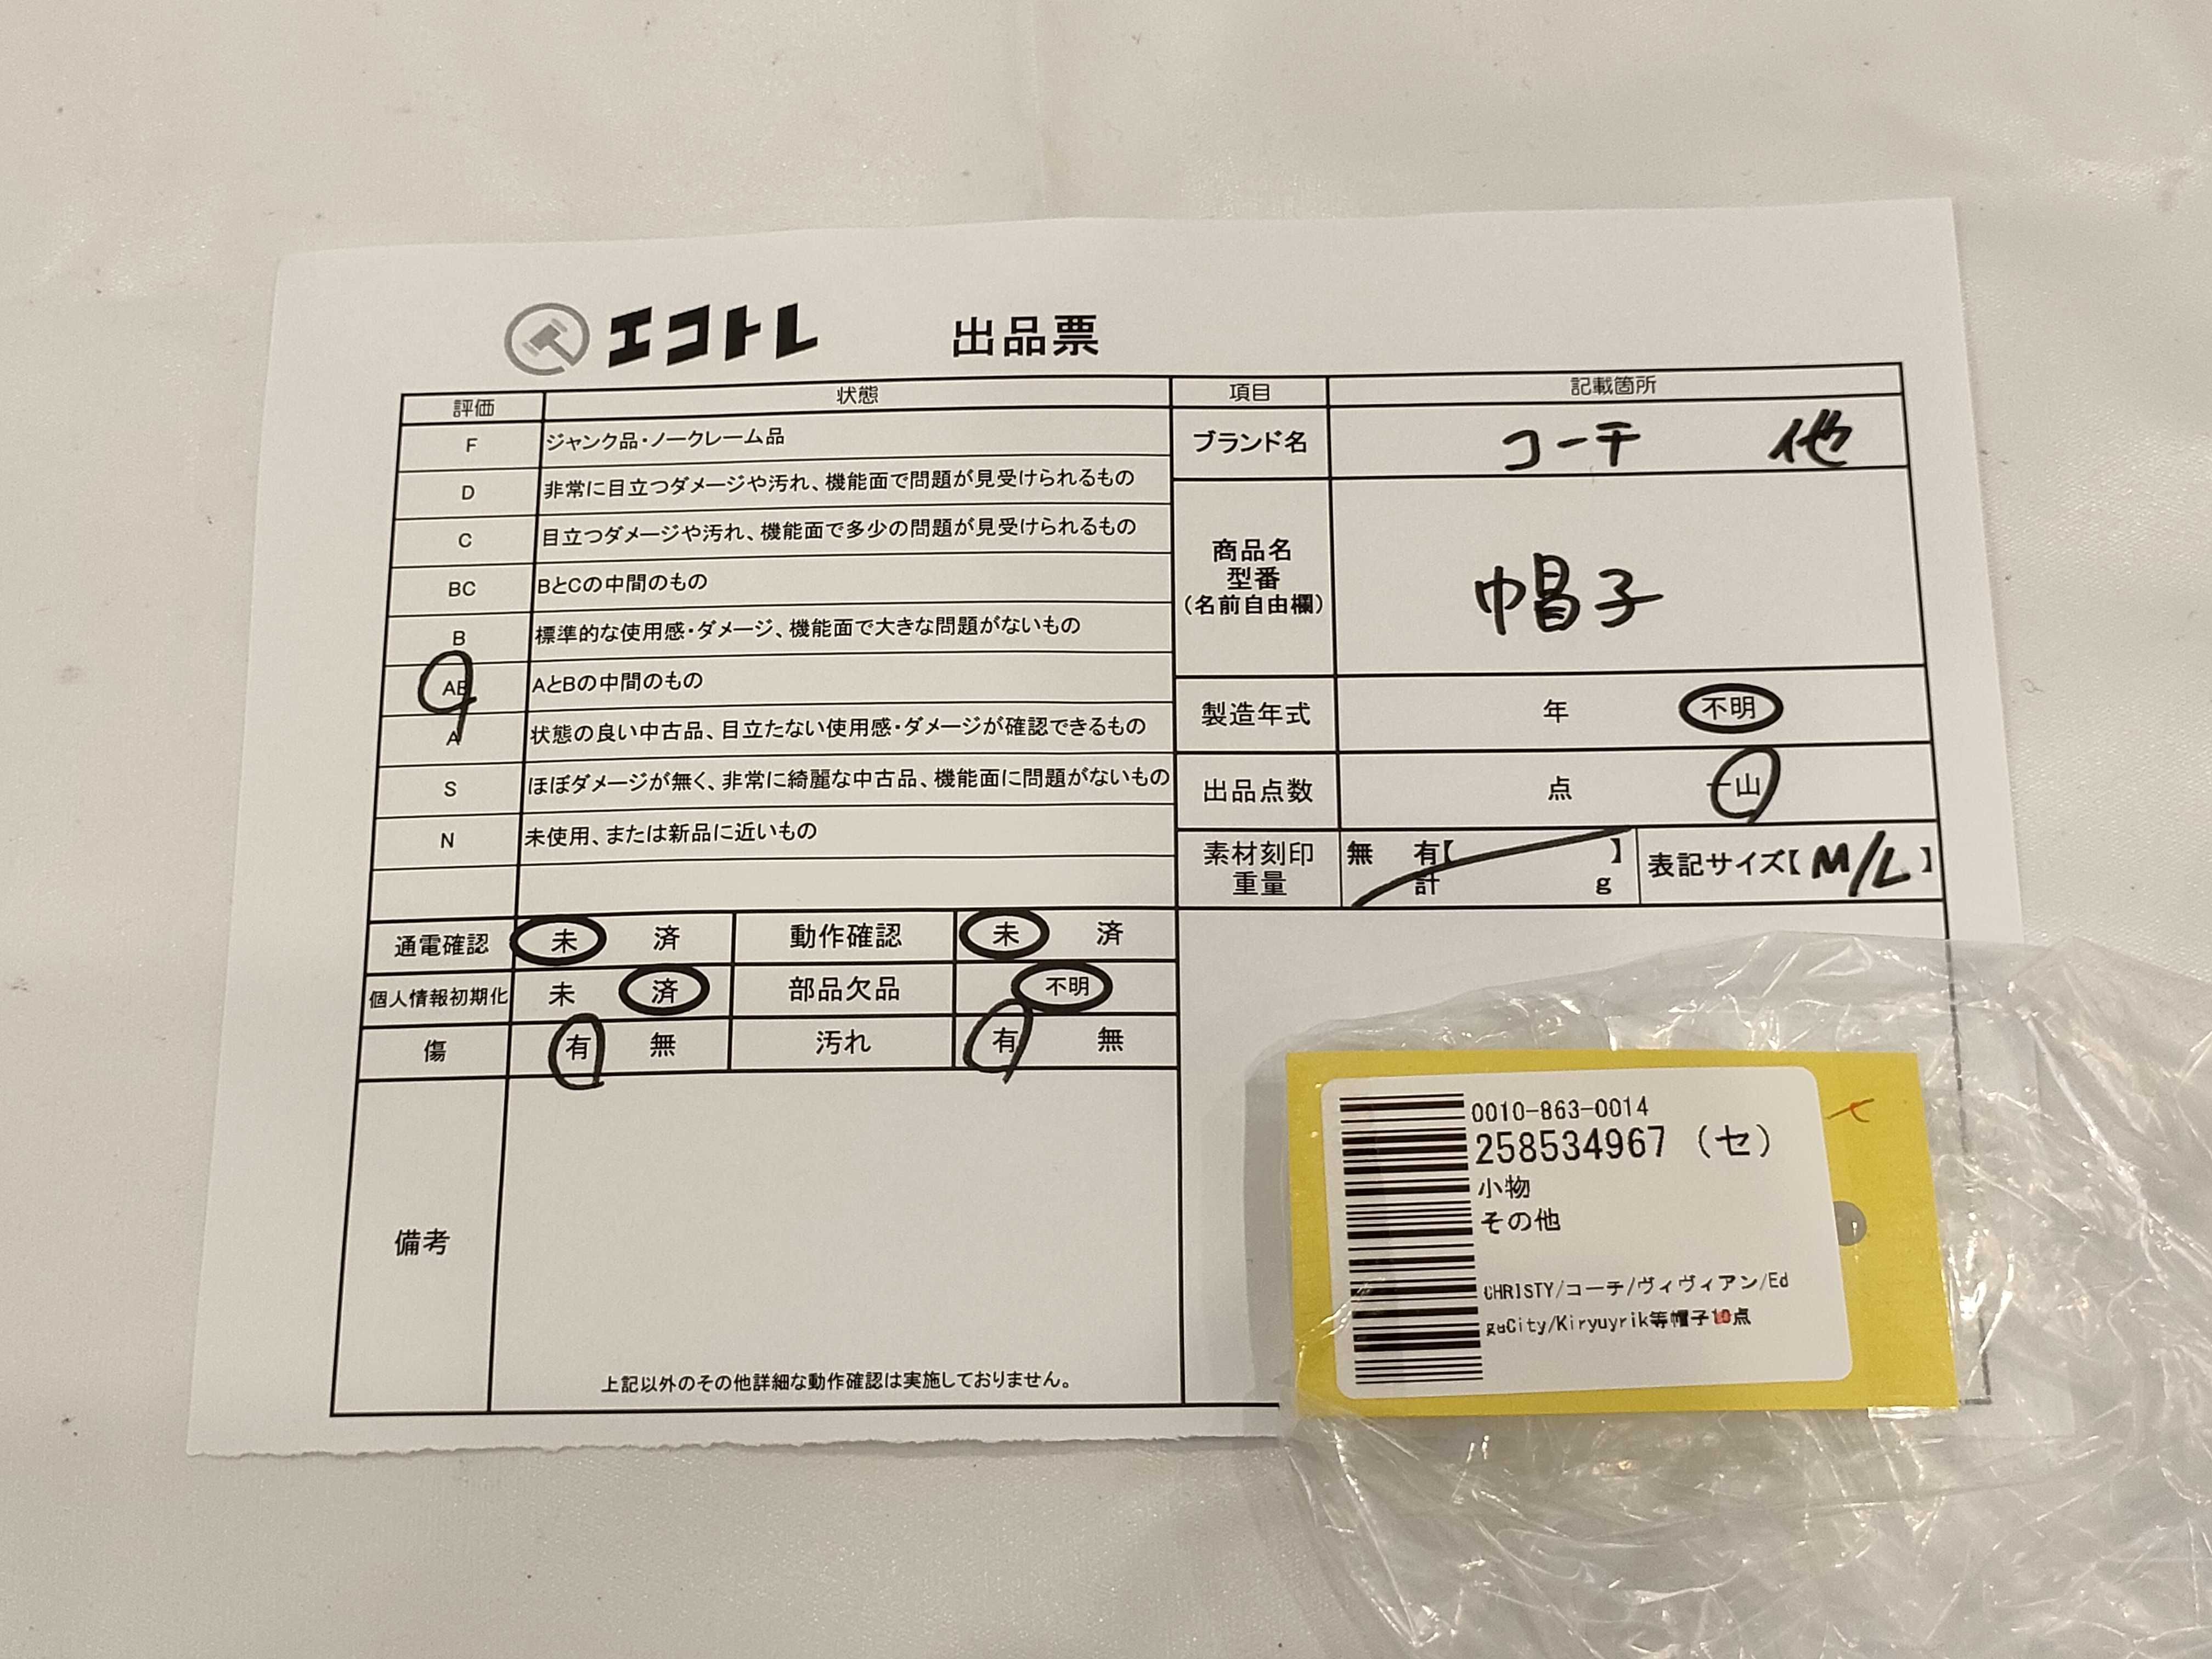 エコトレ 出品票
評価 状態 項目 記載箇所
F ジャンク品・ノークレーム品
D 非常に目立つダメージや汚れ、機能面で問題が見受けられるもの
C 目立つダメージや汚れ、機能面で多少の問題が見受けられるもの
BC BとCの中間のもの
B 標準的な使用感・ダメージ、機能面で大きな問題がないもの
AB AとBの中間のもの
A 状態の良い中古品、目立たない使用感・ダメージが確認できるもの
S ほぼダメージが無く、非常に綺麗な中古品、機能面に問題がないもの
N 未使用、または新品に近いもの
ブランド名 コーチ 他
商品名
型番
(名前自由欄)
帽子
製造年式 年 不明
出品点数 点 一山
素材刻印 無 有【 】
重量 計 g
表記サイズ【M/L】
通電確認 未 済 動作確認 未 済
個人情報初期化 未 済 部品欠品 不明
傷 有 無 汚れ 有 無
備考
上記以外のその他詳細な動作確認は実施しておりません。
0010-863-0014
258534967 (セ)
小物
その他
CHRISTY/コーチ/ヴィヴィアン/Ed
geCity/Kiryuyrik等帽子 点